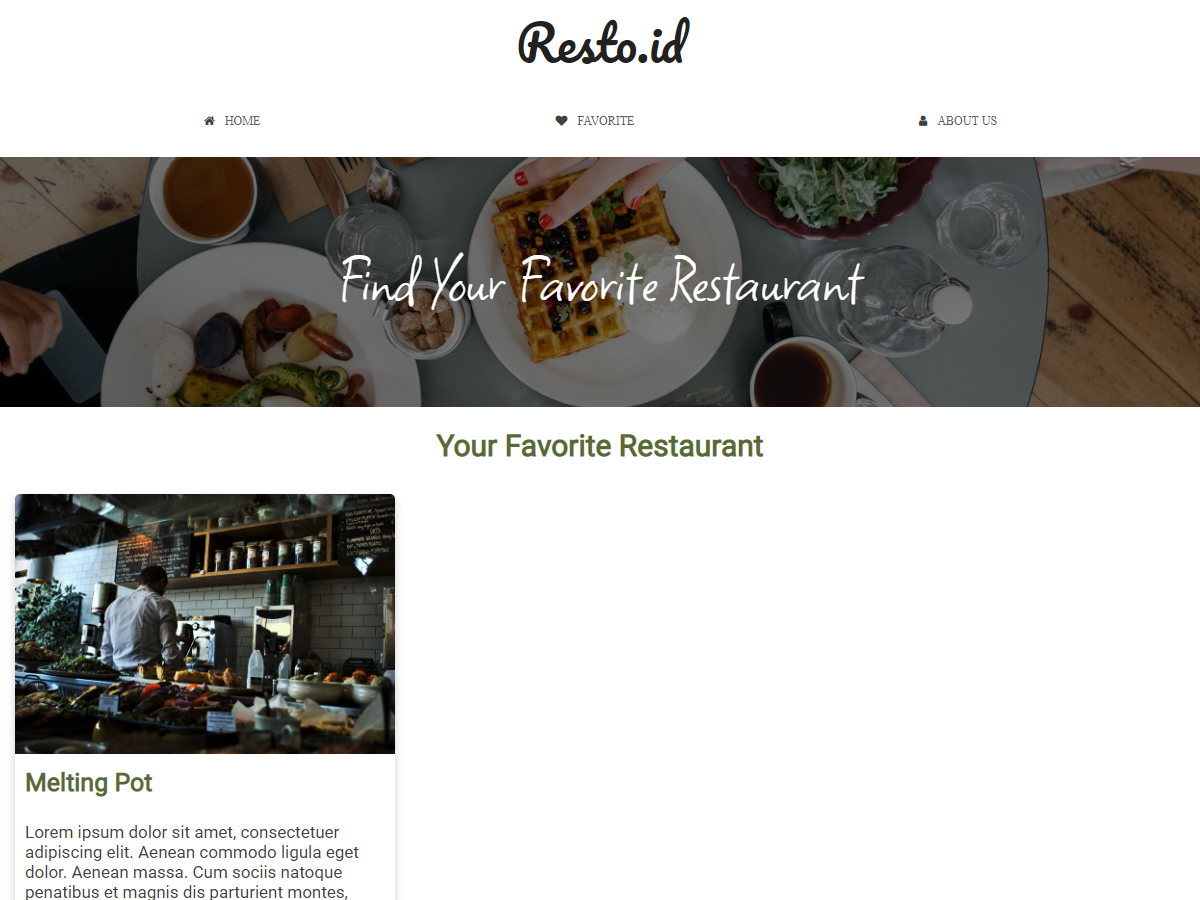 Resto.id
HOME
FAVORITE
ABOUT US
Find Your Favorite Restaurant
Your Favorite Restaurant
Melting Pot
Lorem ipsum dolor sit amet, consectetuer
adipiscing elit. Aenean commodo ligula eget
dolor. Aenean massa. Cum sociis natoque
penatibus et magnis dis parturient montes,